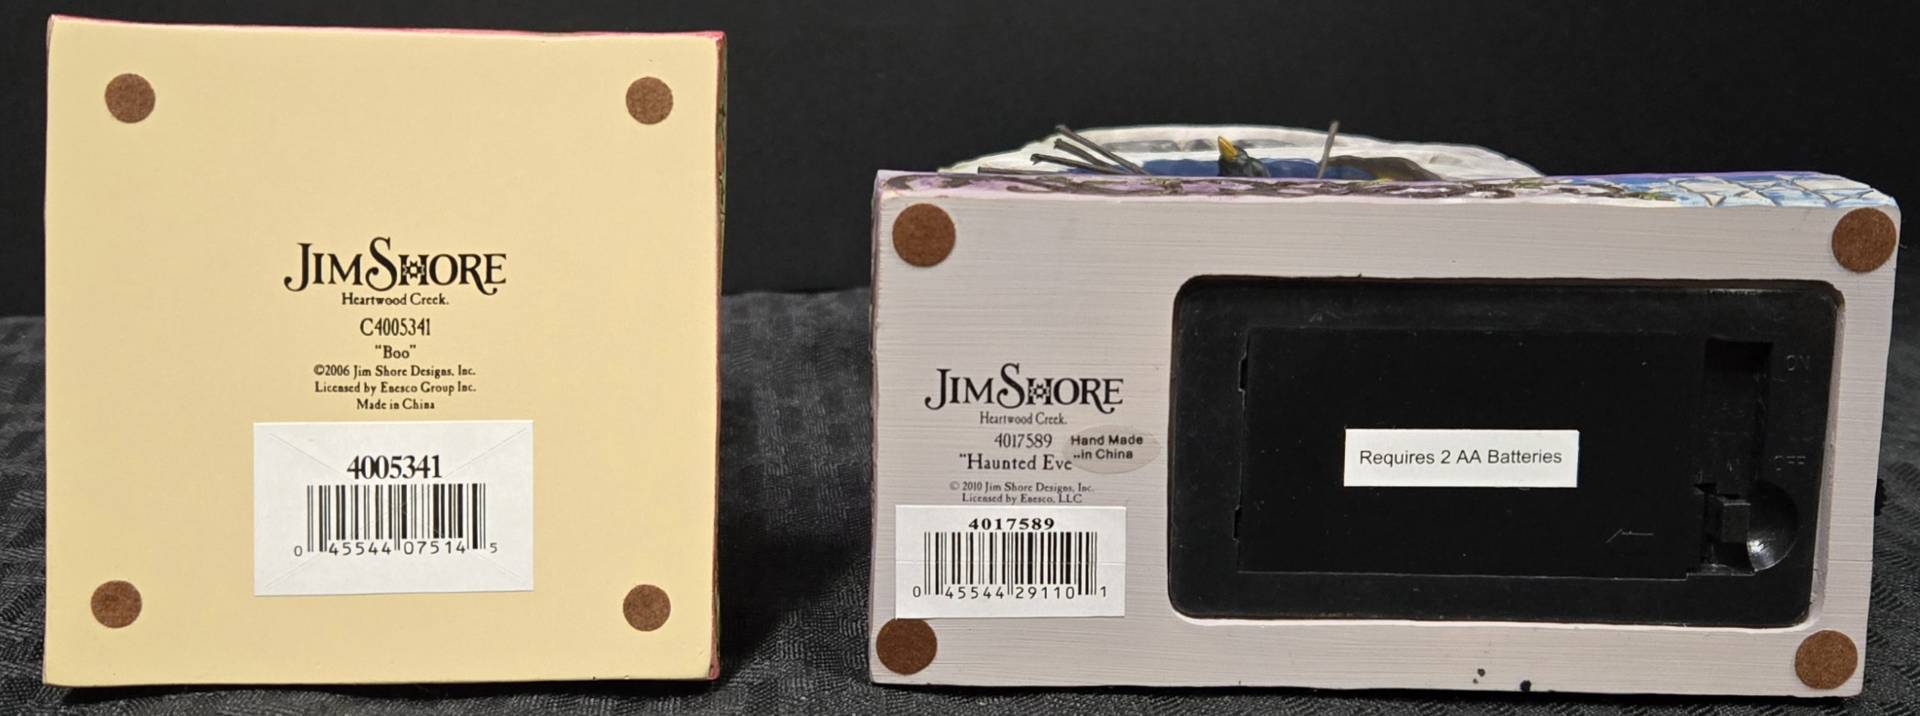 JIM SHORE
Heartwood Creek.
C4005341
"Boo"
©2006 Jim Shore Designs, Inc.
Licensed by Enesco Group Inc.
Made in China
4005341
0 45544 07514 5
JIM SHORE
Heartwood Creek.
4017589
"Haunted Eve"
Hand Made
in China
© 2010 Jim Shore Designs, Inc.
Licensed by Enesco, LLC
4017589
0 45544 29110 1
Requires 2 AA Batteries
ON
OFF